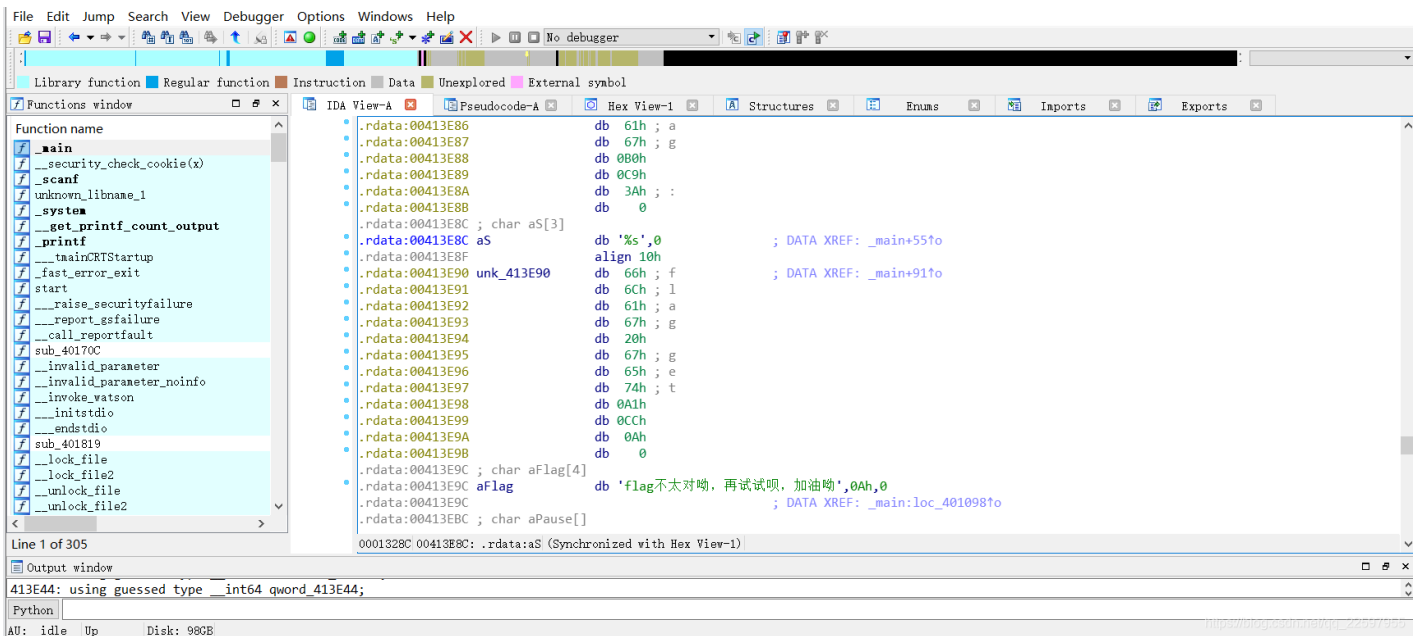 File Edit Jump Search View Debugger Options Windows Help
No debugger
Library function Regular function Instruction Data Unexplored External symbol
Functions window
IDA View-A Pseudocode-A Hex View-1 Structures Enums Imports Exports
Function name
_main
__security_check_cookie(x)
_scanf
unknown_libname_1
_system
__get_printf_count_output
_printf
___tmainCRTStartup
_fast_error_exit
start
___raise_securityfailure
___report_gsfailure
__call_reportfault
sub_40170C
__invalid_parameter
__invalid_parameter_noinfo
__invoke_watson
___initstdio
___endstdio
sub_401819
__lock_file
__lock_file2
__unlock_file
__unlock_file2
Line 1 of 305
.rdata:00413E86 db 61h ; a
.rdata:00413E87 db 67h ; g
.rdata:00413E88 db 0B0h
.rdata:00413E89 db 0C9h
.rdata:00413E8A db 3Ah ; :
.rdata:00413E8B db 0
.rdata:00413E8C ; char aS[3]
.rdata:00413E8C aS db '%s',0 ; DATA XREF: _main+55↑o
.rdata:00413E8F align 10h
.rdata:00413E90 unk_413E90 db 66h ; f ; DATA XREF: _main+91↑o
.rdata:00413E91 db 6Ch ; l
.rdata:00413E92 db 61h ; a
.rdata:00413E93 db 67h ; g
.rdata:00413E94 db 20h
.rdata:00413E95 db 67h ; g
.rdata:00413E96 db 65h ; e
.rdata:00413E97 db 74h ; t
.rdata:00413E98 db 0A1h
.rdata:00413E99 db 0CCh
.rdata:00413E9A db 0Ah
.rdata:00413E9B db 0
.rdata:00413E9C ; char aFlag[4]
.rdata:00413E9C aFlag db 'flag不太对呦，再试试呗，加油呦',0Ah,0
.rdata:00413E9C ; DATA XREF: _main:loc_401098↑o
.rdata:00413EBC ; char aPause[]
0001328C 00413E8C: .rdata:aS (Synchronized with Hex View-1)
Output window
413E44: using guessed type __int64 qword_413E44;
Python
AU: idle Up Disk: 98GB